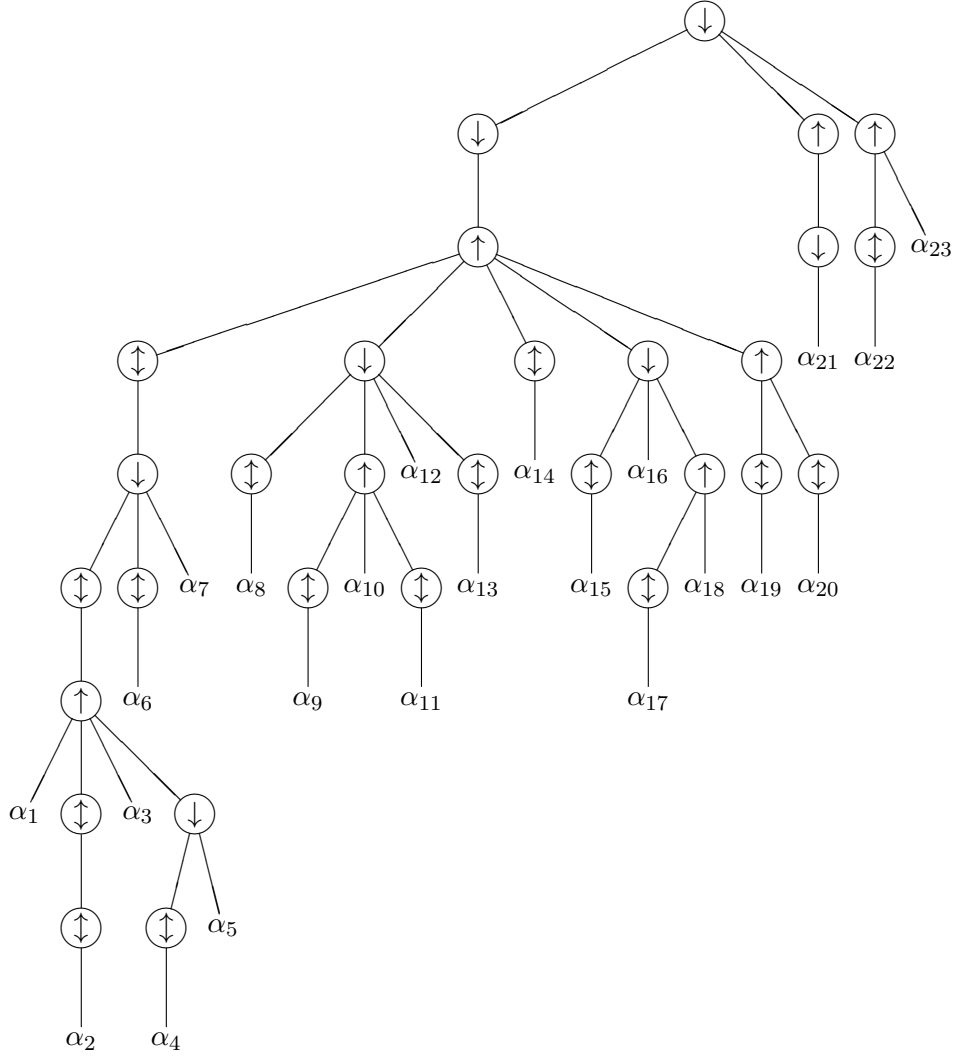 ↓
↓ ↑ ↑
↑ ↓ ↕ α₂₃
↕ ↓ ↕ ↓ ↑ α₂₁ α₂₂
↓ ↕ ↑ α₁₂ ↕ α₁₄ ↕ α₁₆ ↑ ↕ ↕
↕ ↕ α₇ α₈ ↕ α₁₀ ↕ α₁₃ α₁₅ ↕ α₁₈ α₁₉ α₂₀
↑ α₆ α₉ α₁₁ α₁₇
α₁ ↕ α₃ ↓
↕ ↕ α₅
α₂ α₄